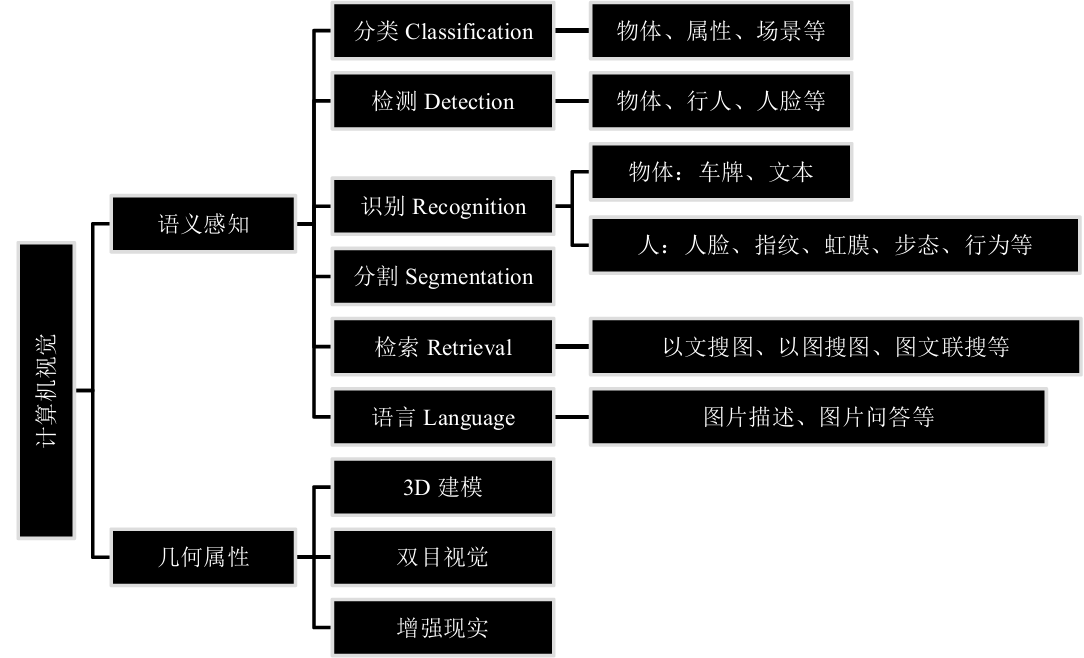 计算机视觉
语义感知
分类 Classification
物体、属性、场景等
检测 Detection
物体、行人、人脸等
识别 Recognition
物体：车牌、文本
人：人脸、指纹、虹膜、步态、行为等
分割 Segmentation
检索 Retrieval
以文搜图、以图搜图、图文联搜等
语言 Language
图片描述、图片问答等
几何属性
3D 建模
双目视觉
增强现实